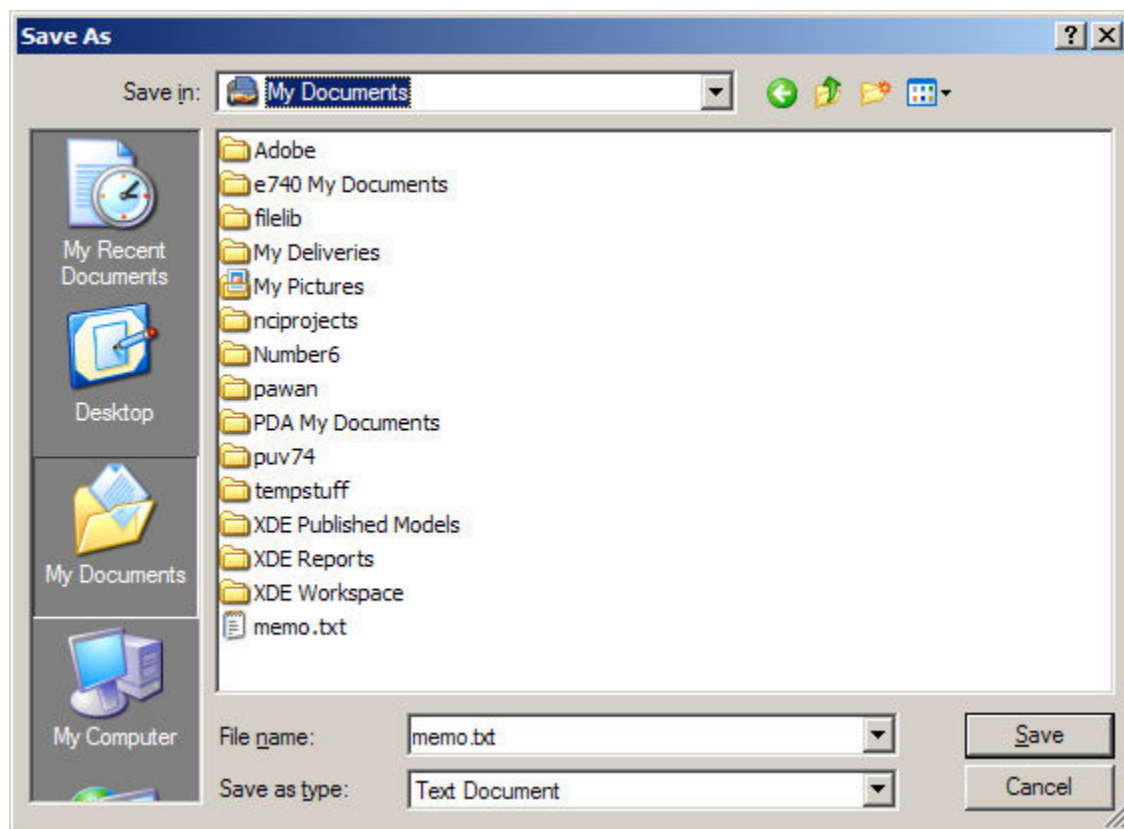 Save As
Save in:
My Documents
My Recent
Documents
Desktop
My Documents
My Computer
Adobe
e740 My Documents
filelib
My Deliveries
My Pictures
nciprojects
Number6
pawan
PDA My Documents
puv74
tempstuff
XDE Published Models
XDE Reports
XDE Workspace
memo.txt
File name:
memo.txt
Save
Save as type:
Text Document
Cancel